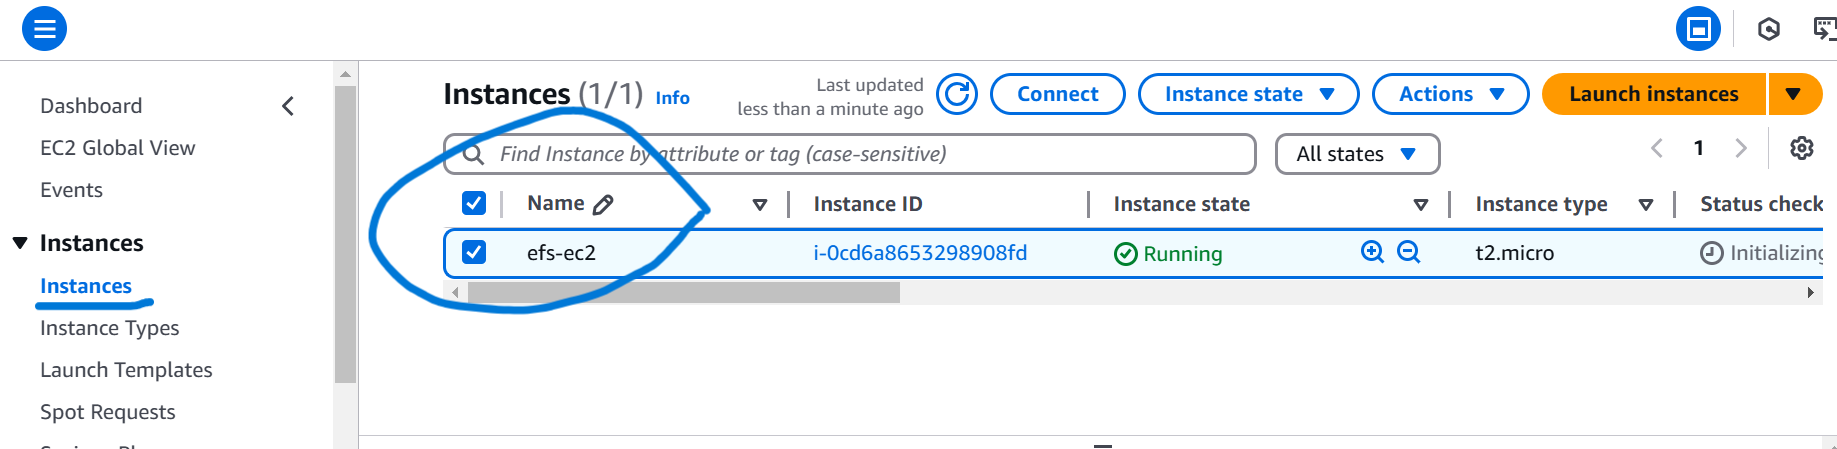 Dashboard
EC2 Global View
Events
Instances
Instances
Instance Types
Launch Templates
Spot Requests
Instances (1/1) Info
Last updated
less than a minute ago
Connect
Instance state
Actions
Launch instances
Find Instance by attribute or tag (case-sensitive)
All states
1
Name Instance ID Instance state Instance type Status check
efs-ec2 i-0cd6a8653298908fd Running t2.micro Initializing